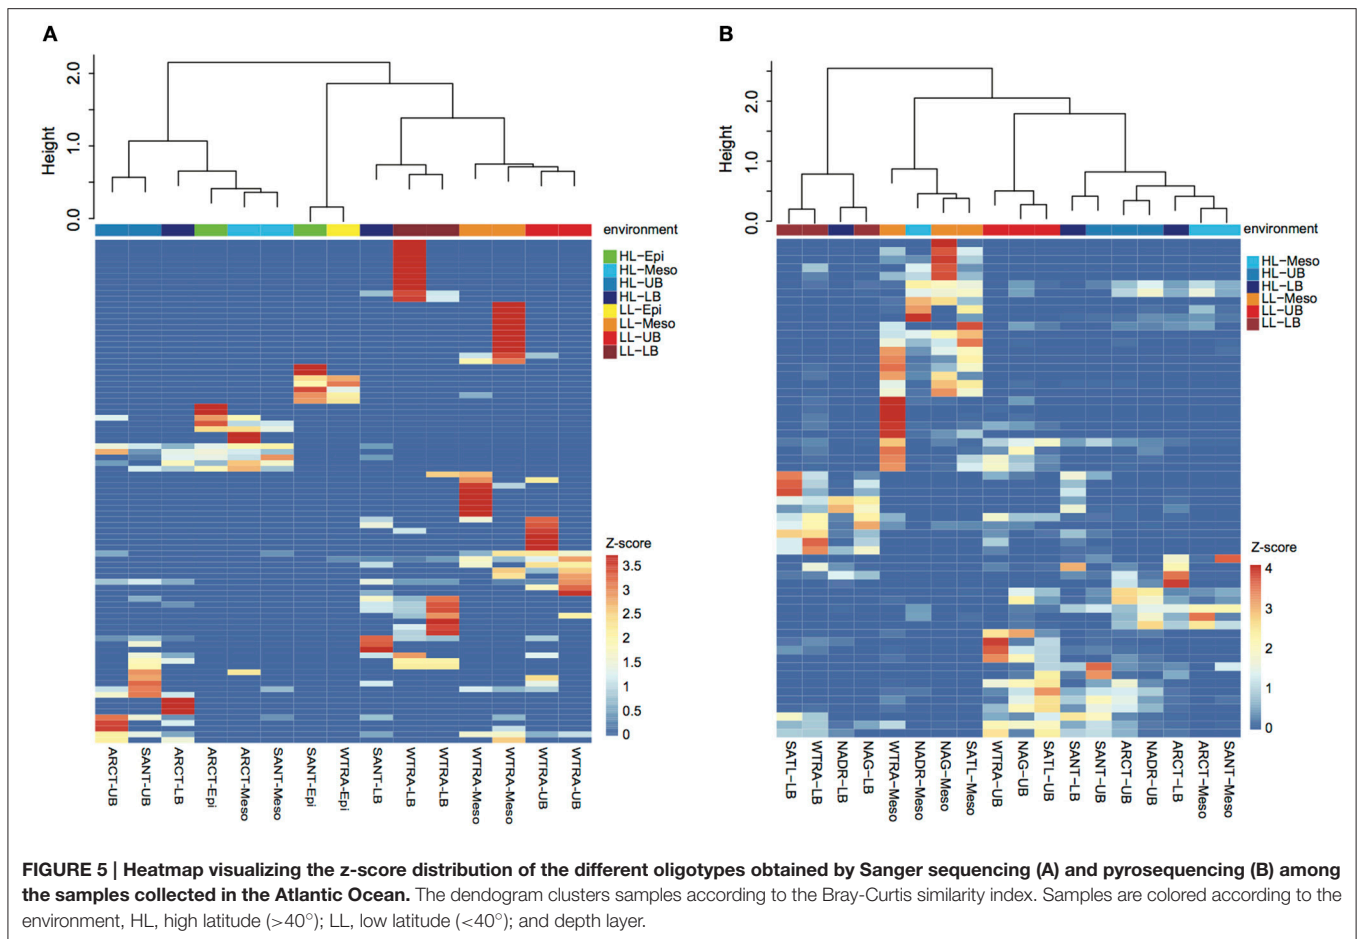 A
B
Height
0.0
1.0
2.0
environment
HL-Epi
HL-Meso
HL-UB
HL-LB
LL-Epi
LL-Meso
LL-UB
LL-LB
Z-score
3.5
3
2.5
2
1.5
1
0.5
0
ARCT-UB
SANT-UB
ARCT-LB
ARCT-Epi
ARCT-Meso
SANT-Meso
SANT-Epi
WTRA-Epi
SANT-LB
WTRA-LB
WTRA-LB
WTRA-Meso
WTRA-Meso
WTRA-UB
WTRA-UB
Height
0.0
1.0
2.0
environment
HL-Meso
HL-UB
HL-LB
LL-Meso
LL-UB
LL-LB
Z-score
4
3
2
1
0
SATL-LB
WTRA-LB
NADR-LB
NAG-LB
WTRA-Meso
NADR-Meso
NAG-Meso
SATL-Meso
WTRA-UB
NAG-UB
SATL-UB
SANT-LB
SANT-UB
ARCT-UB
NADR-UB
ARCT-LB
ARCT-Meso
SANT-Meso
FIGURE 5 | Heatmap visualizing the z-score distribution of the different oligotypes obtained by Sanger sequencing (A) and pyrosequencing (B) among
the samples collected in the Atlantic Ocean. The dendogram clusters samples according to the Bray-Curtis similarity index. Samples are colored according to the
environment, HL, high latitude (>40°); LL, low latitude (<40°); and depth layer.